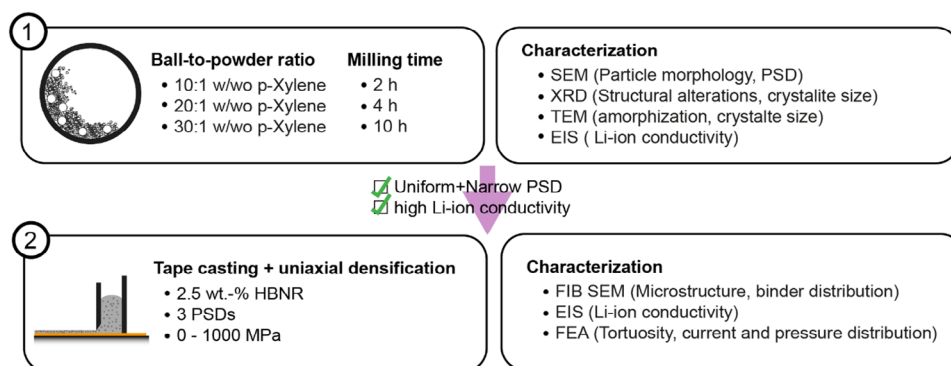 1
Ball-to-powder ratio
• 10:1 w/wo p-Xylene
• 20:1 w/wo p-Xylene
• 30:1 w/wo p-Xylene
Milling time
• 2 h
• 4 h
• 10 h
Characterization
• SEM (Particle morphology, PSD)
• XRD (Structural alterations, crystalite size)
• TEM (amorphization, crystalte size)
• EIS ( Li-ion conductivity)
Uniform+Narrow PSD
high Li-ion conductivity
2
Tape casting + uniaxial densification
• 2.5 wt.-% HBNR
• 3 PSDs
• 0 - 1000 MPa
Characterization
• FIB SEM (Microstructure, binder distribution)
• EIS (Li-ion conductivity)
• FEA (Tortuosity, current and pressure distribution)